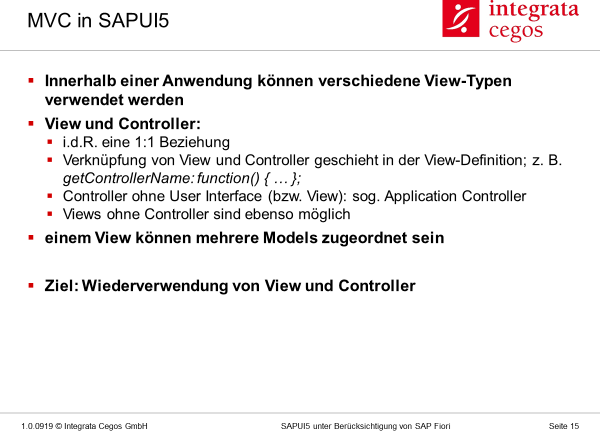 MVC in SAPUI5
integrata
cegos
Innerhalb einer Anwendung können verschiedene View-Typen
verwendet werden
View und Controller:
i.d.R. eine 1:1 Beziehung
Verknüpfung von View und Controller geschieht in der View-Definition; z. B.
getControllerName: function() { … };
Controller ohne User Interface (bzw. View): sog. Application Controller
Views ohne Controller sind ebenso möglich
einem View können mehrere Models zugeordnet sein
Ziel: Wiederverwendung von View und Controller
1.0.0919 © Integrata Cegos GmbH
SAPUI5 unter Berücksichtigung von SAP Fiori
Seite 15